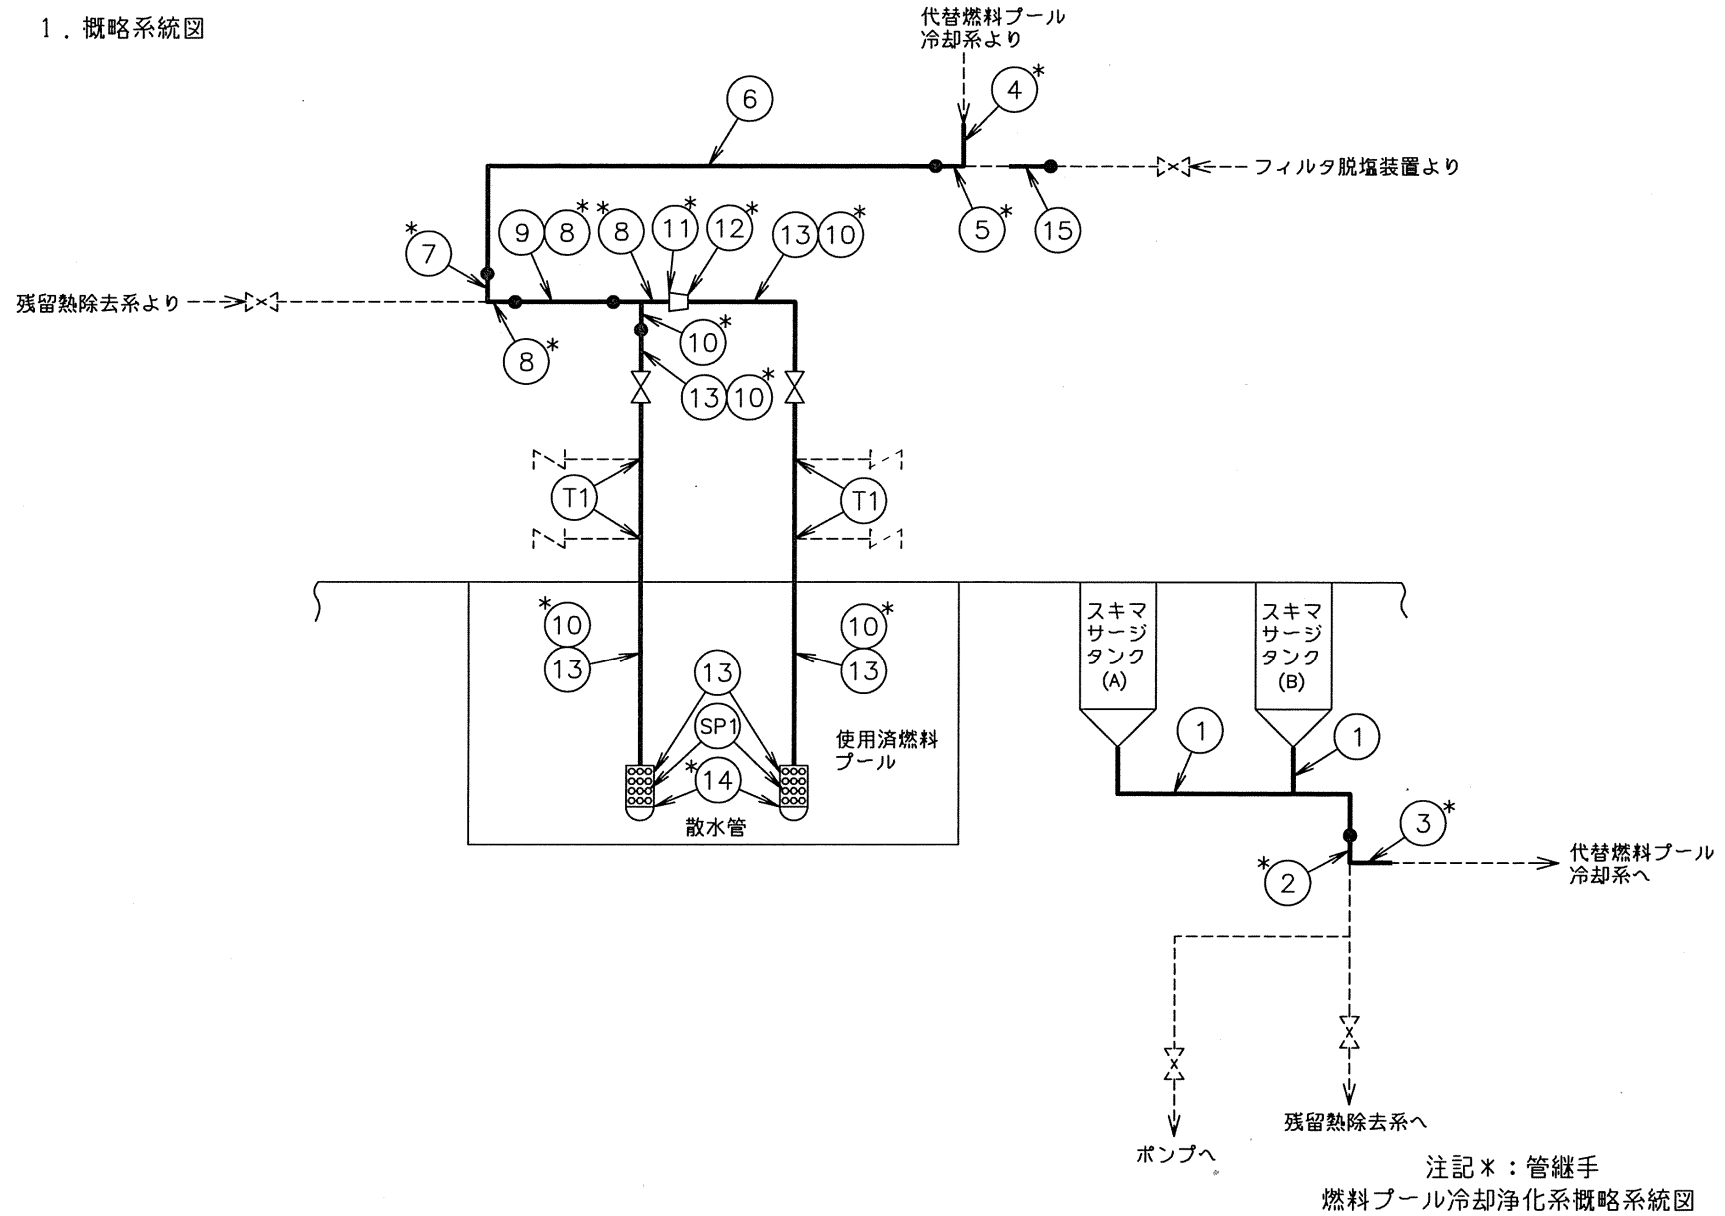 1．概略系統図
代替燃料プール
冷却系より
4*
6
フィルタ脱塩装置より
5*
15
*7
9 8*
*8
11*
12*
13 10*
残留熱除去系より
8*
10*
13 10*
T1
T1
*10
13
10*
13
13
SP1
*14
使用済燃料
プール
散水管
スキマ
サージ
タンク
(A)
スキマ
サージ
タンク
(B)
1
1
3*
*2
代替燃料プール
冷却系へ
残留熱除去系へ
ポンプへ
注記*：管継手
燃料プール冷却浄化系概略系統図